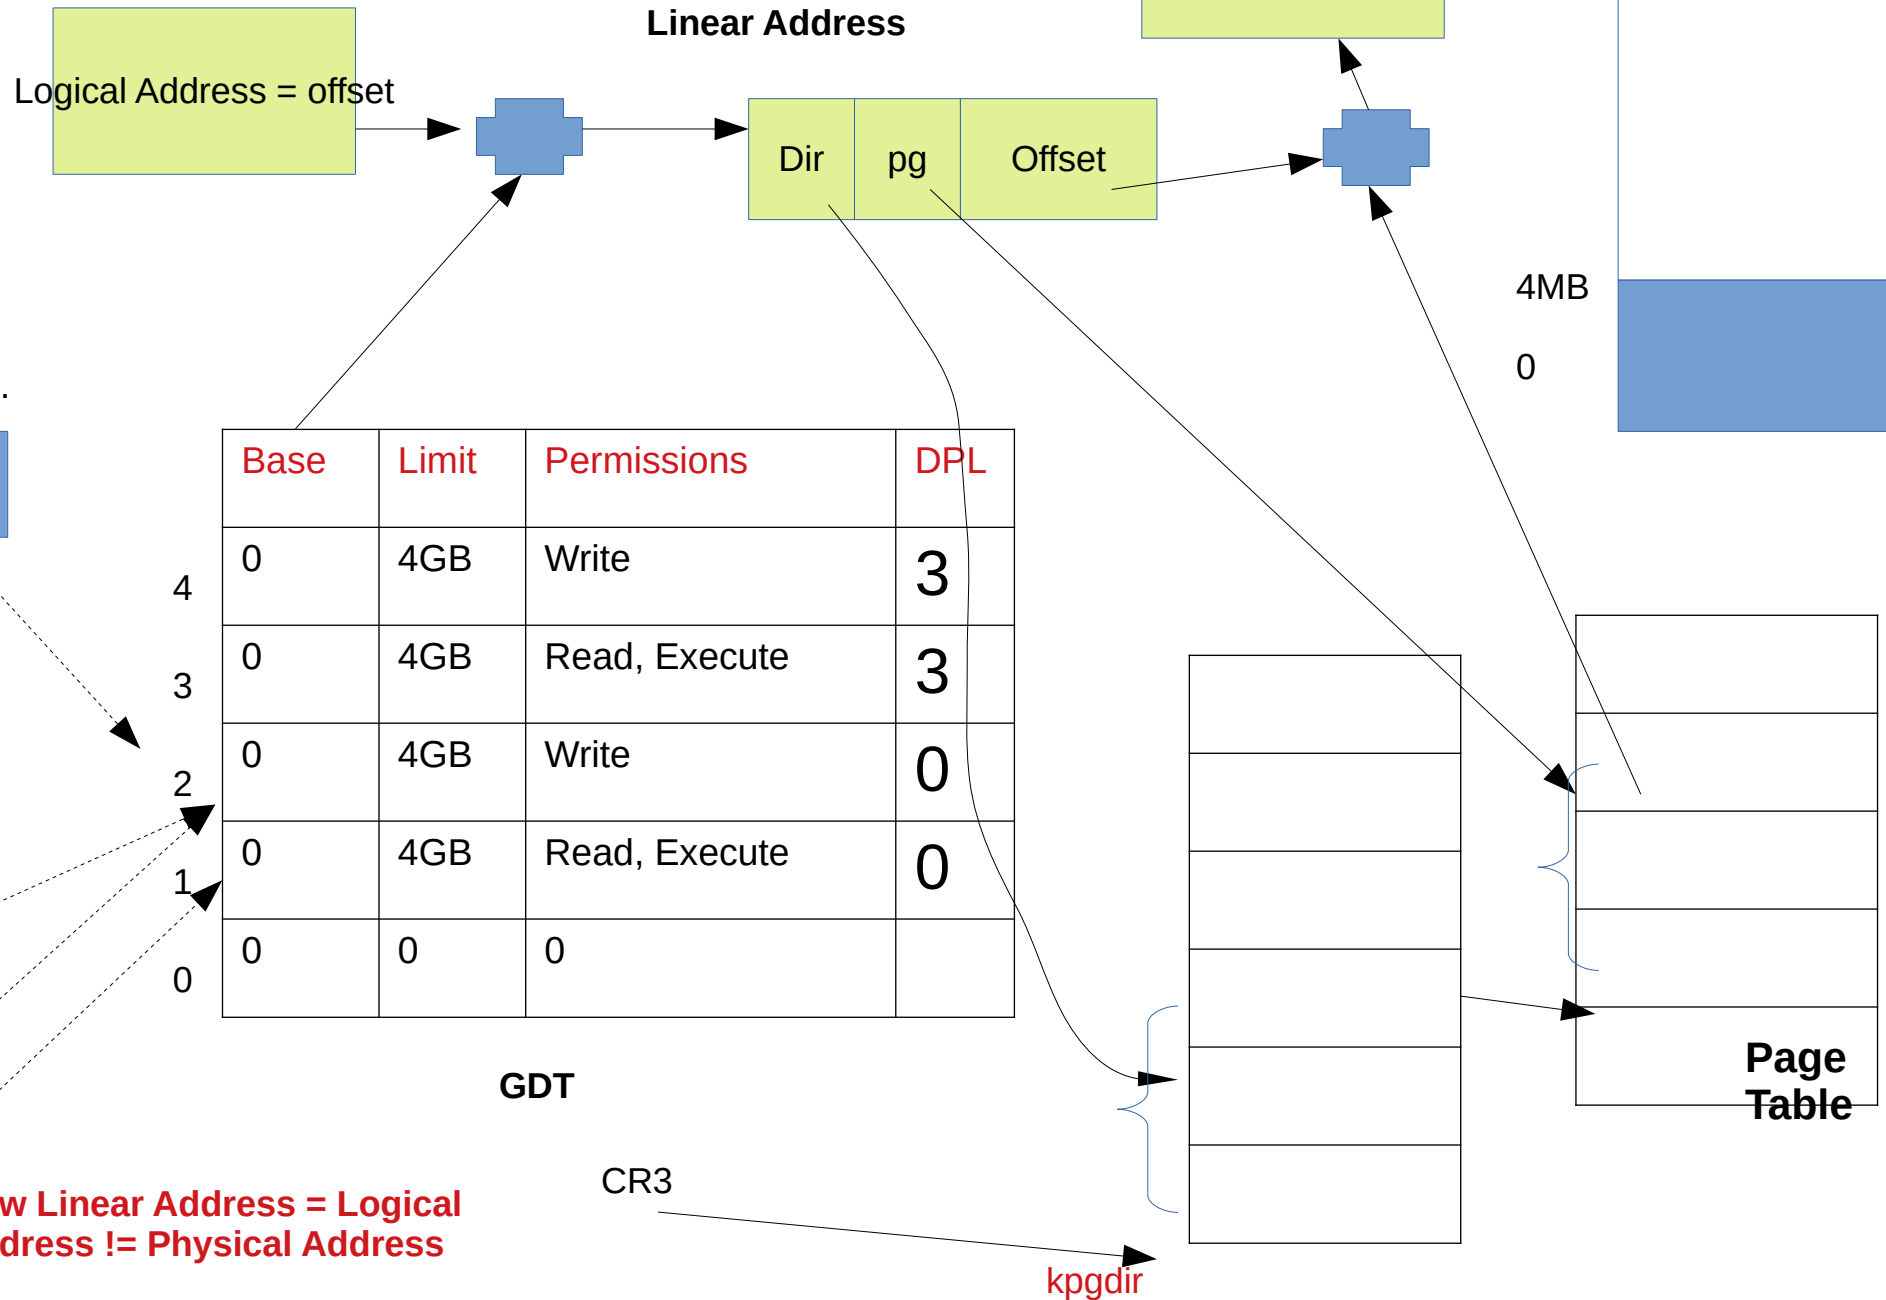 Linear Address
Logical Address = offset
Dir pg Offset
4MB
0
.
Base Limit Permissions DPL
4 0 4GB Write 3
3 0 4GB Read, Execute 3
2 0 4GB Write 0
1 0 4GB Read, Execute 0
0 0 0 0
GDT
Page
Table
CR3
w Linear Address = Logical
dress != Physical Address
kpgdir